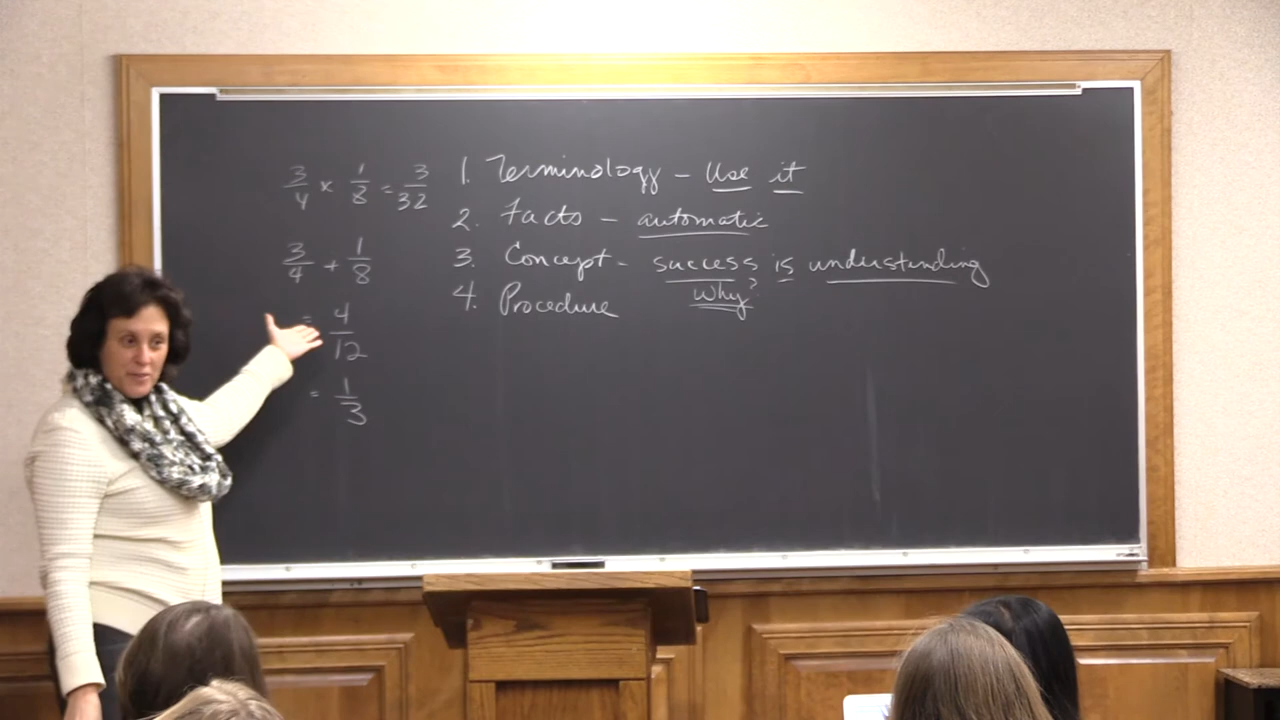 3/4 × 1/8 = 3/32
3/4 + 1/8
= 4/12
= 1/3
1. Terminology – Use it
2. Facts – automatic
3. Concept – success is understanding
why?
4. Procedure